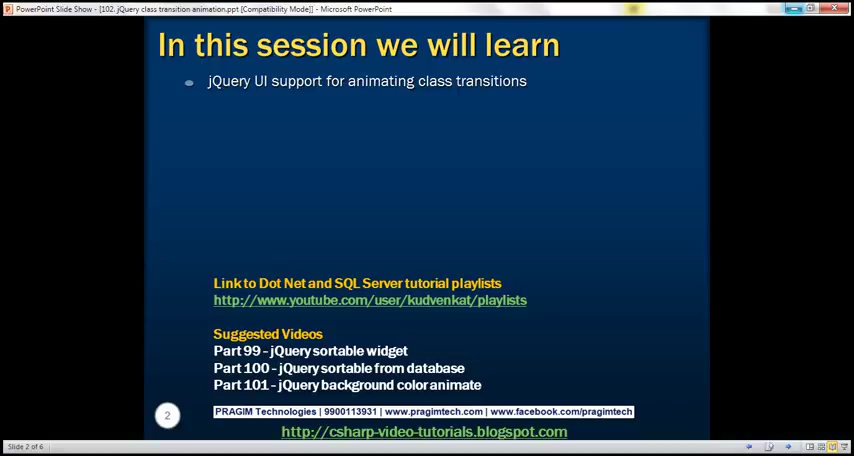 PowerPoint Slide Show - [102. jQuery class transition animation.ppt [Compatibility Mode]] - Microsoft PowerPoint
In this session we will learn
jQuery UI support for animating class transitions
Link to Dot Net and SQL Server tutorial playlists
http://www.youtube.com/user/kudvenkat/playlists
Suggested Videos
Part 99 - jQuery sortable widget
Part 100 - jQuery sortable from database
Part 101 - jQuery background color animate
2
PRAGIM Technologies | 9900113931 | www.pragimtech.com | www.facebook.com/pragimtech
http://csharp-video-tutorials.blogspot.com
Slide 2 of 6